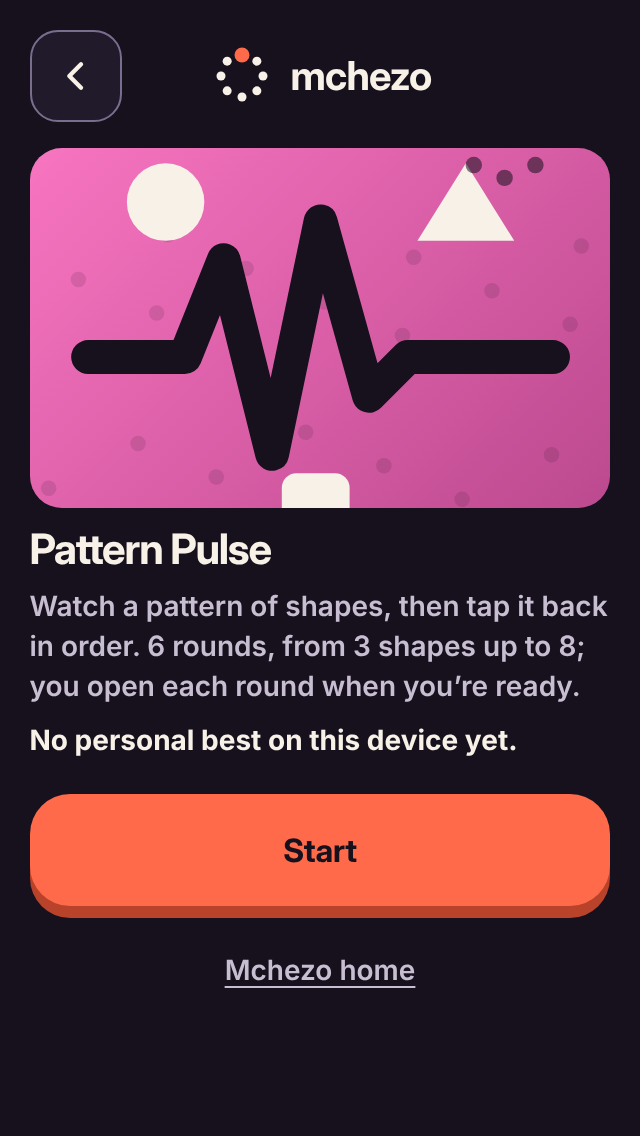 mchezo
Pattern Pulse
Watch a pattern of shapes, then tap it back
in order. 6 rounds, from 3 shapes up to 8;
you open each round when you’re ready.
No personal best on this device yet.
Start
Mchezo home